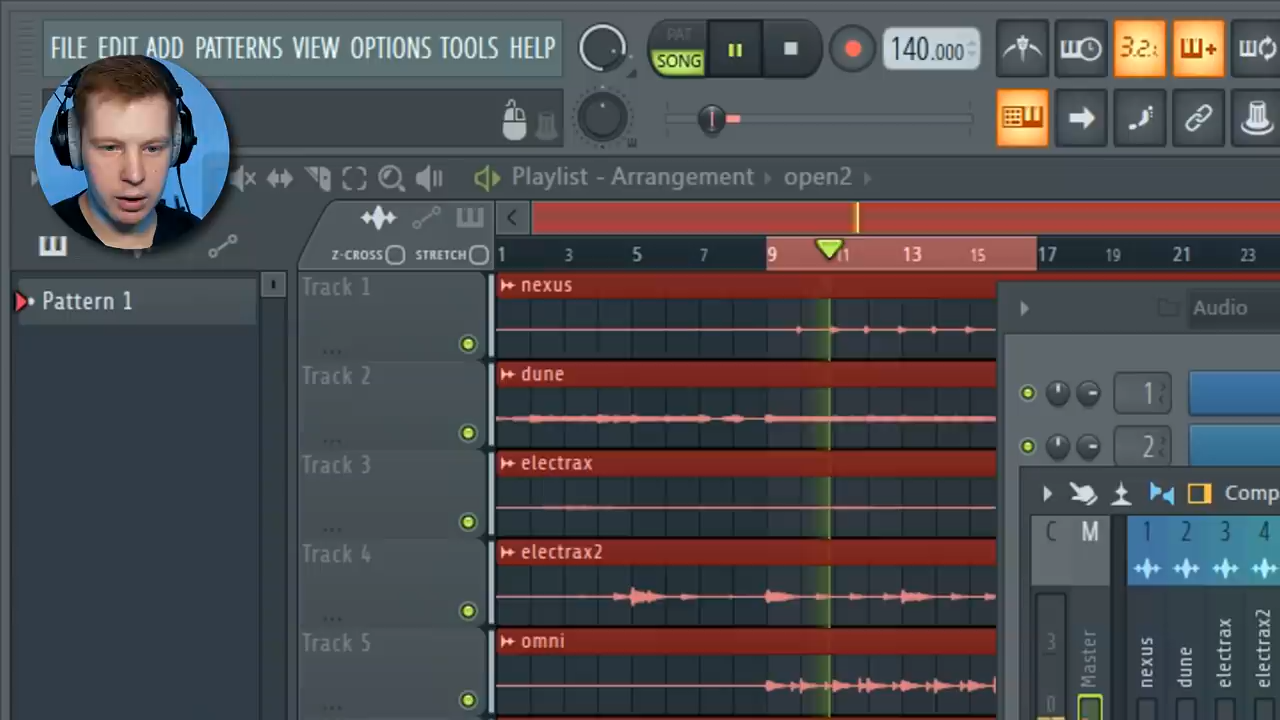 FILE EDIT ADD PATTERNS VIEW OPTIONS TOOLS HELP
PAT
SONG
140.000
3.2.
Playlist - Arrangement › open2 ›
Z-CROSS STRETCH
1 3 5 7 9 11 13 15 17 19 21 23
Pattern 1
Track 1
nexus
Track 2
dune
Track 3
electrax
Track 4
electrax2
Track 5
omni
Audio
1
2
Comp
C M 1 2 3 4
3
0
Master
nexus
dune
electrax
electrax2